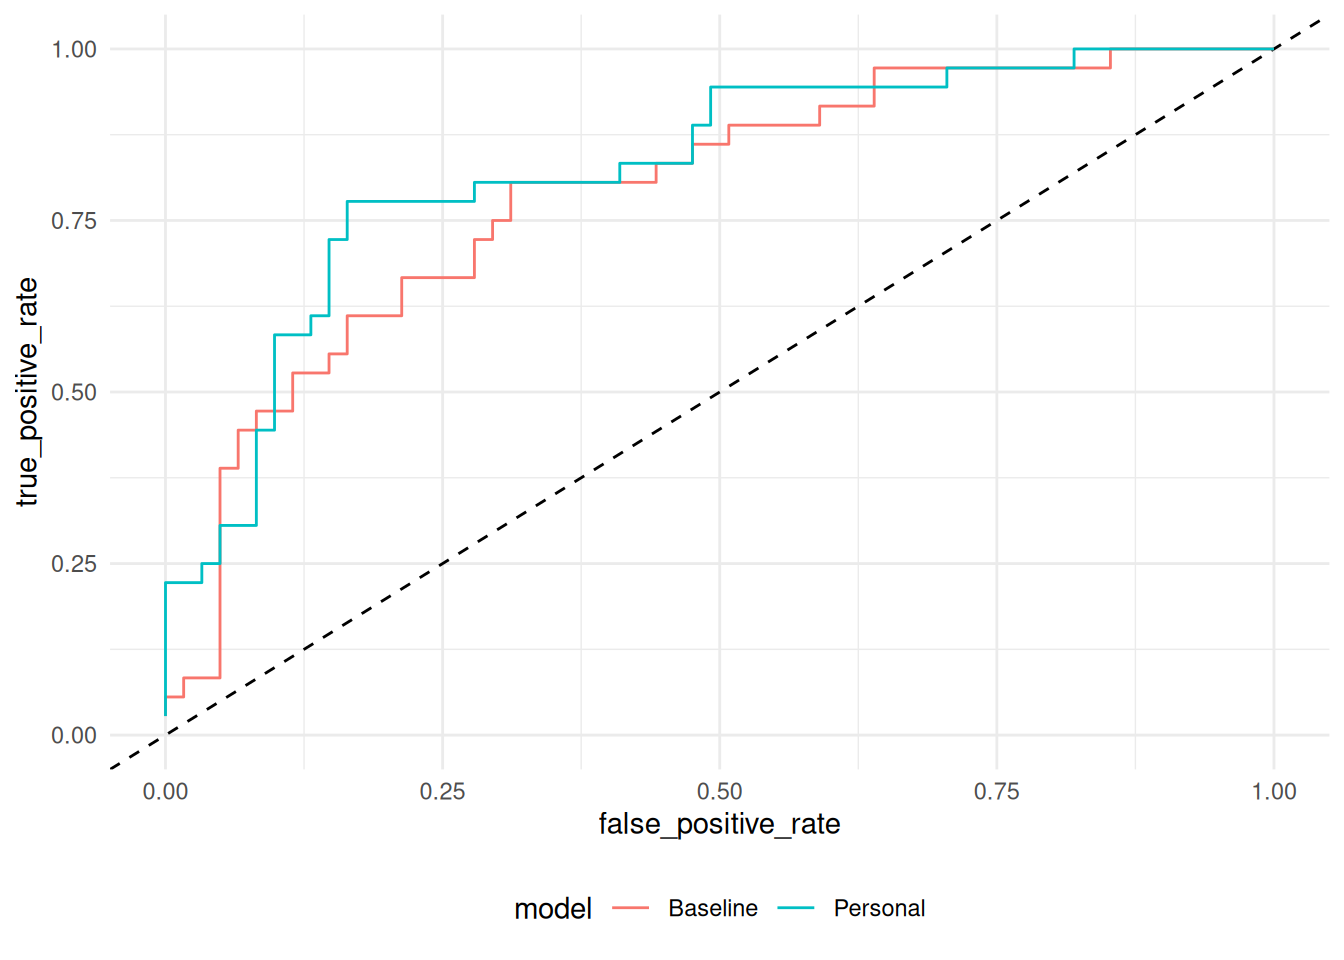 true_positive_rate
1.00
0.75
0.50
0.25
0.00
0.00 0.25 0.50 0.75 1.00
false_positive_rate
model Baseline Personal